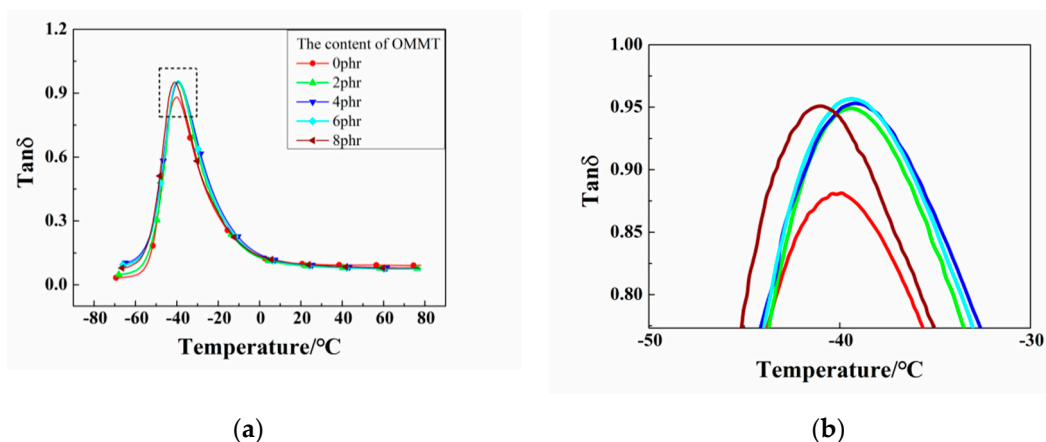 1.2
0.9
0.6
0.3
0.0
Tanδ
The content of OMMT
0phr
2phr
4phr
6phr
8phr
-80 -60 -40 -20 0 20 40 60 80
Temperature/°C
(a)
1.00
0.95
0.90
0.85
0.80
Tanδ
-50 -40 -30
Temperature/°C
(b)